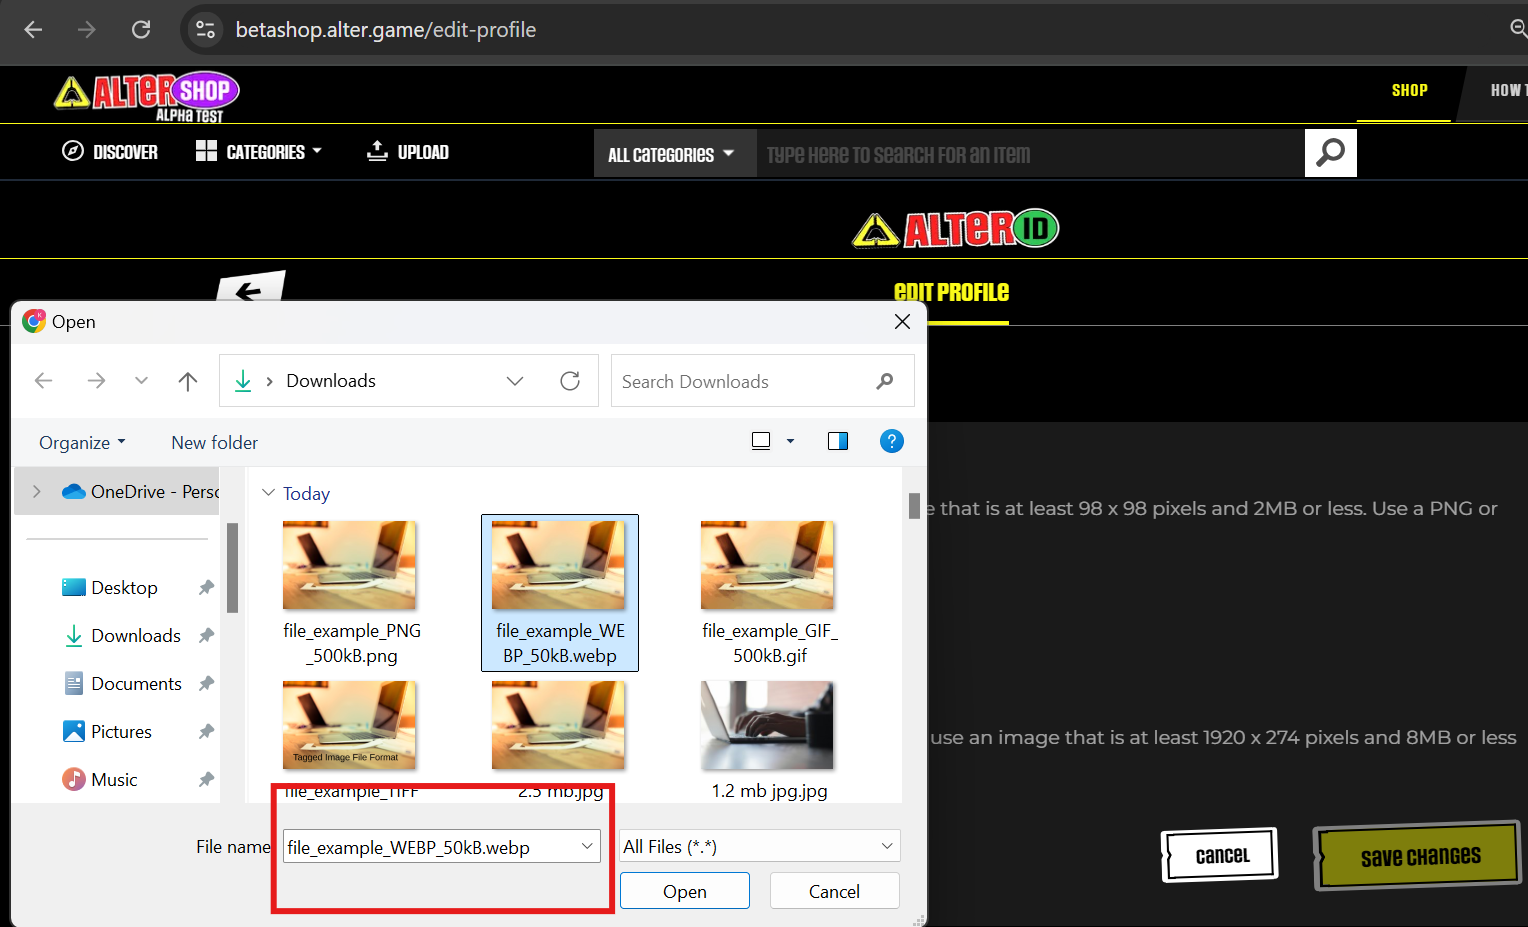 betashop.alter.game/edit-profile
ALTER SHOP
ALPHA TEST
SHOP
HOW T
DISCOVER
CATEGORIES
UPLOAD
ALL CATEGORIES
TYPE HERE TO SEARCH FOR AN ITEM
ALTER ID
EDIT PROFILE
Open
Downloads
Search Downloads
Organize
New folder
OneDrive - Perso
Today
Desktop
Downloads
Documents
Pictures
Music
file_example_PNG
_500kB.png
file_example_WE
BP_50kB.webp
file_example_GIF_
500kB.gif
Tagged Image File Format
file_example_TIFF
2.5 mb.jpg
1.2 mb jpg.jpg
e that is at least 98 x 98 pixels and 2MB or less. Use a PNG or
use an image that is at least 1920 x 274 pixels and 8MB or less
File name
file_example_WEBP_50kB.webp
All Files (*.*)
Open
Cancel
CANCEL
SAVE CHANGES